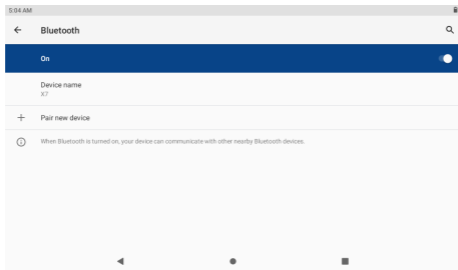 5:04 AM
Bluetooth
On
Device name
X7
Pair new device
When Bluetooth is turned on, your device can communicate with other nearby Bluetooth devices.